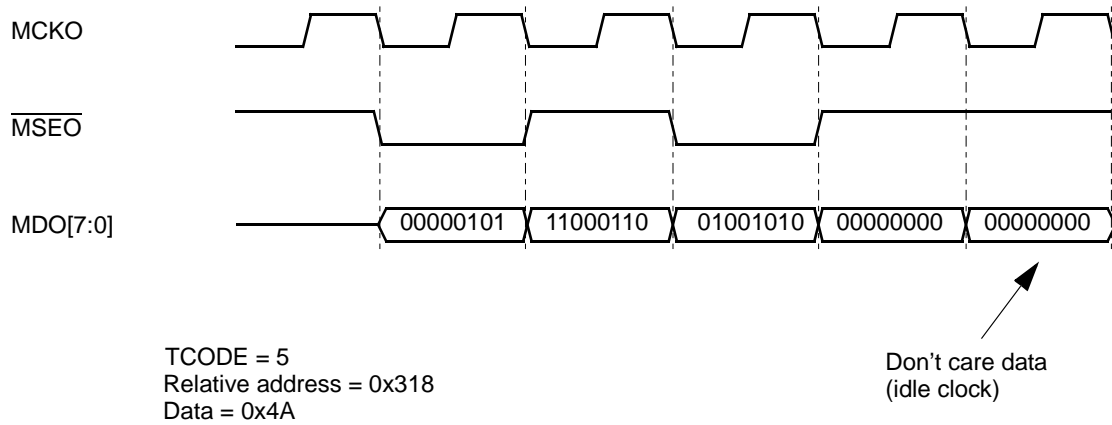 MCKO
MSEO
MDO[7:0] 00000101 11000110 01001010 00000000 00000000
TCODE = 5
Relative address = 0x318
Data = 0x4A
Don’t care data
(idle clock)